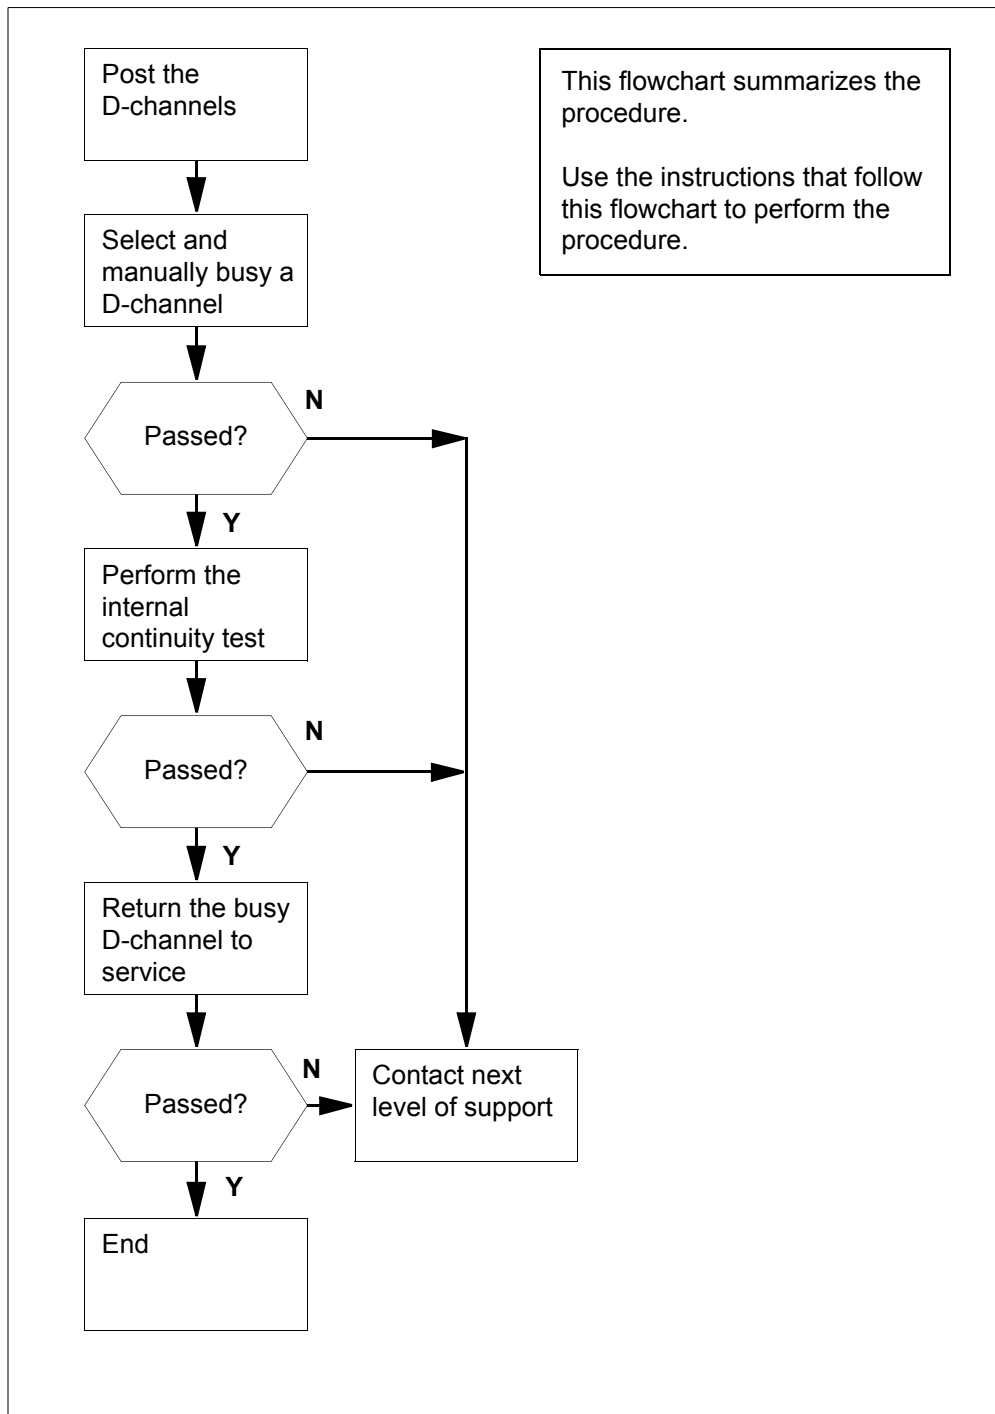 Post the
D-channels
This flowchart summarizes the
procedure.
Use the instructions that follow
this flowchart to perform the
procedure.
Select and
manually busy a
D-channel
Passed?
N
Y
Perform the
internal
continuity test
Passed?
N
Y
Return the busy
D-channel to
service
Passed?
N
Contact next
level of support
Y
End